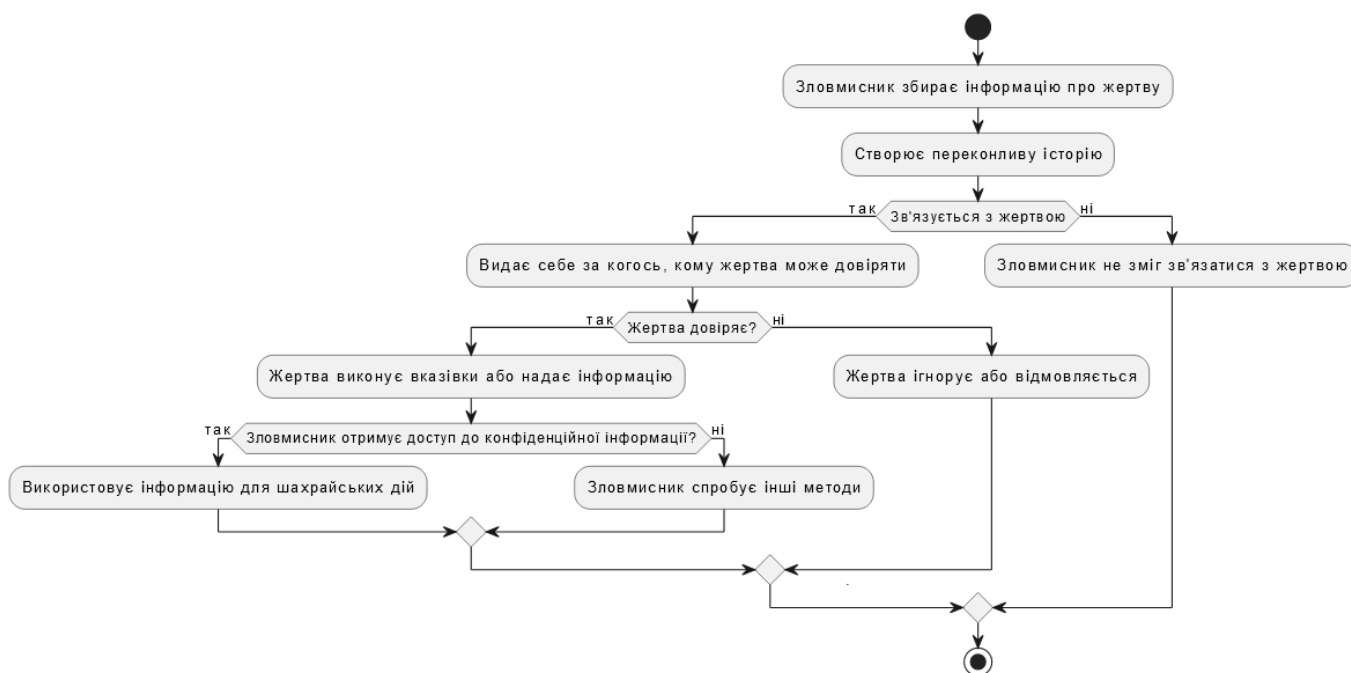 Зловмисник збирає інформацію про жертву
Створює переконливу історію
так
Зв'язується з жертвою
ні
Видає себе за когось, кому жертва може довіряти
Зловмисник не зміг зв'язатися з жертвою
так
Жертва довіряє?
ні
Жертва виконує вказівки або надає інформацію
Жертва ігнорує або відмовляється
так
Зловмисник отримує доступ до конфіденційної інформації?
ні
Використовує інформацію для шахрайських дій
Зловмисник спробує інші методи